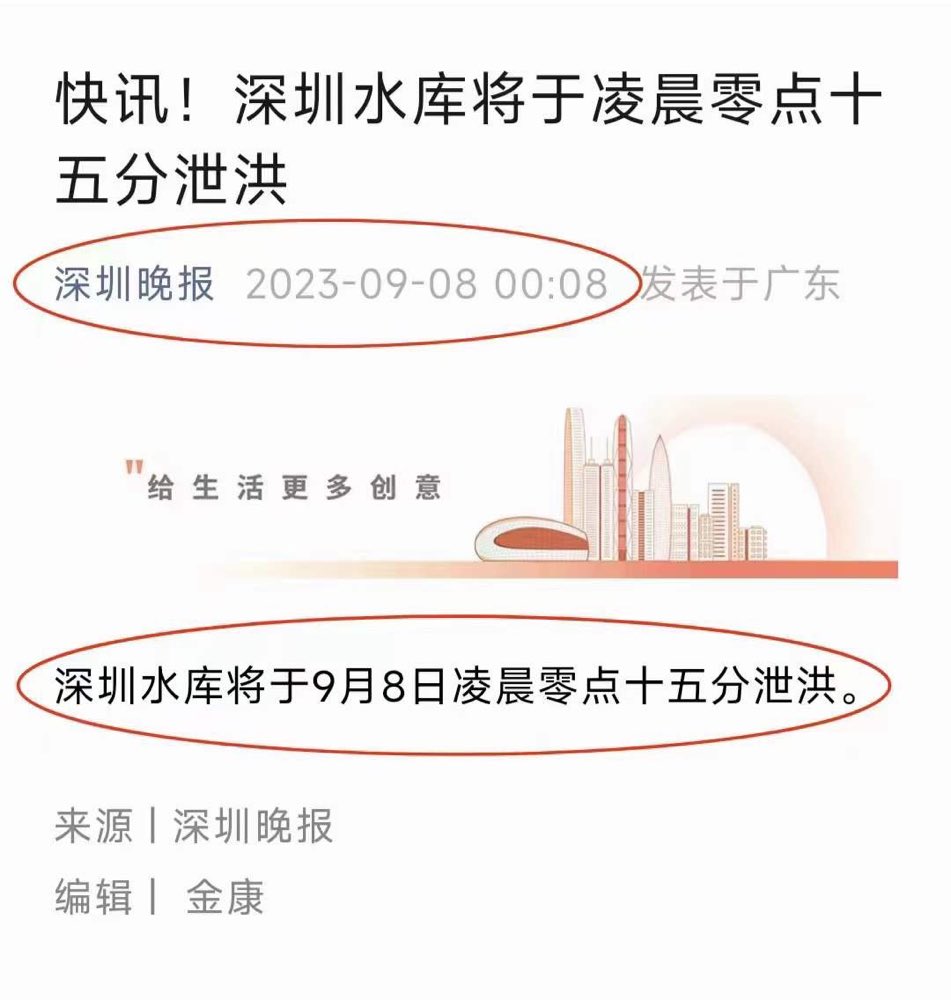 快讯！深圳水库将于凌晨零点十
五分泄洪
深圳晚报 2023-09-08 00:08 发表于广东
"给生活更多创意
深圳水库将于9月8日凌晨零点十五分泄洪。
来源丨深圳晚报
编辑丨 金康